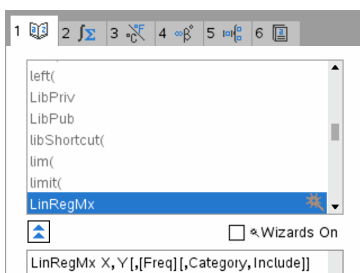 1 2 ∫Σ 3 °F °C 4 ∞β° 5 6
left(
LibPriv
LibPub
libShortcut(
lim(
limit(
LinRegMx
Wizards On
LinRegMx X,Y[,[Freq][,Category,Include]]